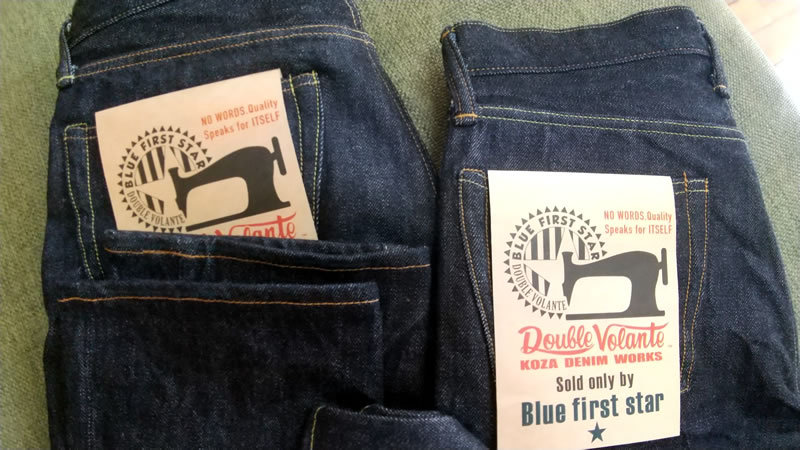 NO WORDS.Quality
Speaks for ITSELF
BLUE FIRST STAR
DOUBLE VOLANTE
Double Volante
NO WORDS.Quality
Speaks for ITSELF
BLUE FIRST STAR
DOUBLE VOLANTE
Double Volante ™
KOZA DENIM WORKS
Sold only by
Blue first star